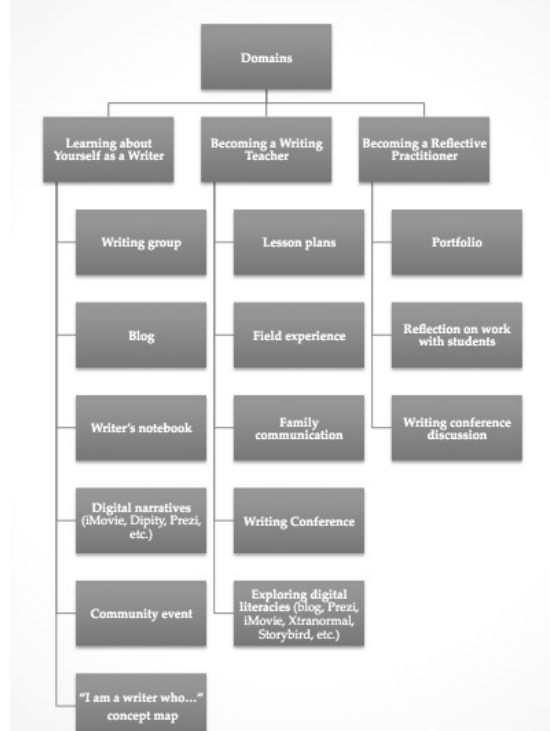 Domains
Learning about
Yourself as a Writer
Becoming a Writing
Teacher
Becoming a Reflective
Practitioner
Writing group
Blog
Writer's notebook
Digital narratives
(iMovie, Dipity, Prezi,
etc.)
Community event
"I am a writer who..."
concept map
Lesson plans
Field experience
Family
communication
Writing Conference
Exploring digital
literacies (blog, Prezi,
iMovie, Xtranormal,
Storybird, etc.)
Portfolio
Reflection on work
with students
Writing conference
discussion